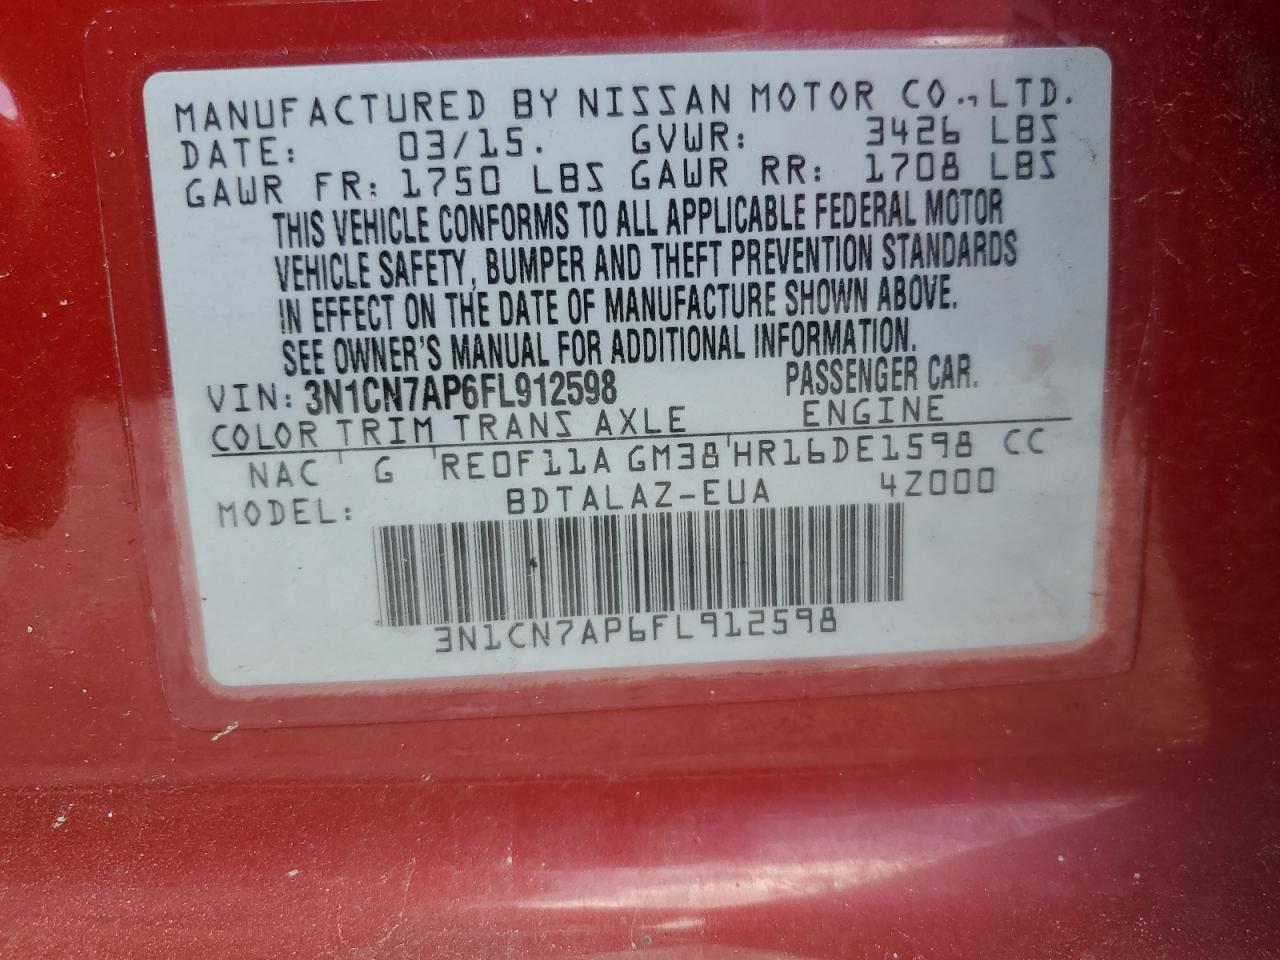 MANUFACTURED BY NISSAN MOTOR CO., LTD.
DATE: 03/15. GVWR: 3426 LBS
GAWR FR: 1750 LBS GAWR RR: 1708 LBS
THIS VEHICLE CONFORMS TO ALL APPLICABLE FEDERAL MOTOR
VEHICLE SAFETY, BUMPER AND THEFT PREVENTION STANDARDS
IN EFFECT ON THE DATE OF MANUFACTURE SHOWN ABOVE.
SEE OWNER'S MANUAL FOR ADDITIONAL INFORMATION.
VIN: 3N1CN7AP6FL912598 PASSENGER CAR.
COLOR TRIM TRANS AXLE ENGINE
NAC G RE0F11A GM38 HR16DE1598 CC
MODEL: BDTALAZ-EUA 4Z000
3N1CN7AP6FL912598